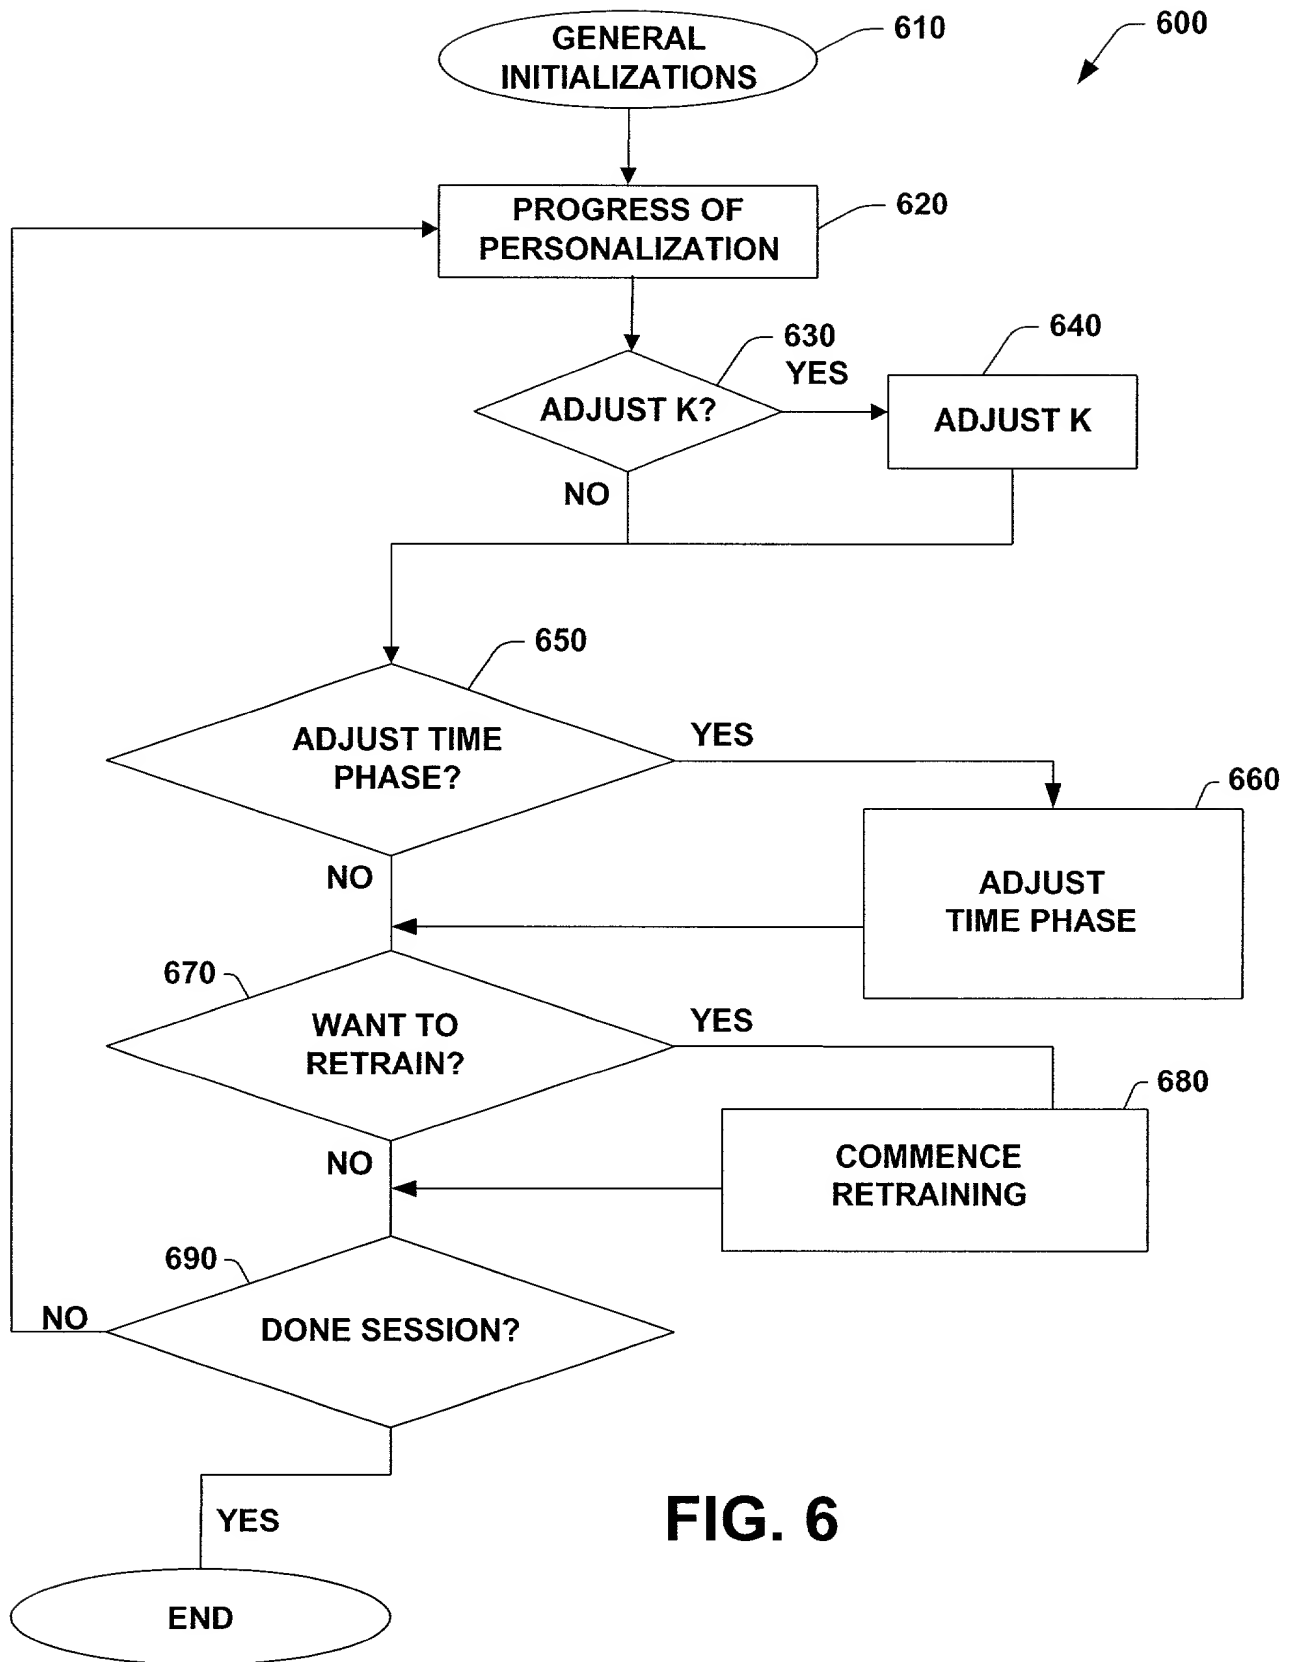 GENERAL
INITIALIZATIONS
610
600
PROGRESS OF
PERSONALIZATION
620
630
YES
640
ADJUST K?
ADJUST K
NO
650
ADJUST TIME
PHASE?
YES
660
NO
ADJUST
TIME PHASE
670
WANT TO
RETRAIN?
YES
680
NO
COMMENCE
RETRAINING
690
NO
DONE SESSION?
YES
FIG. 6
END